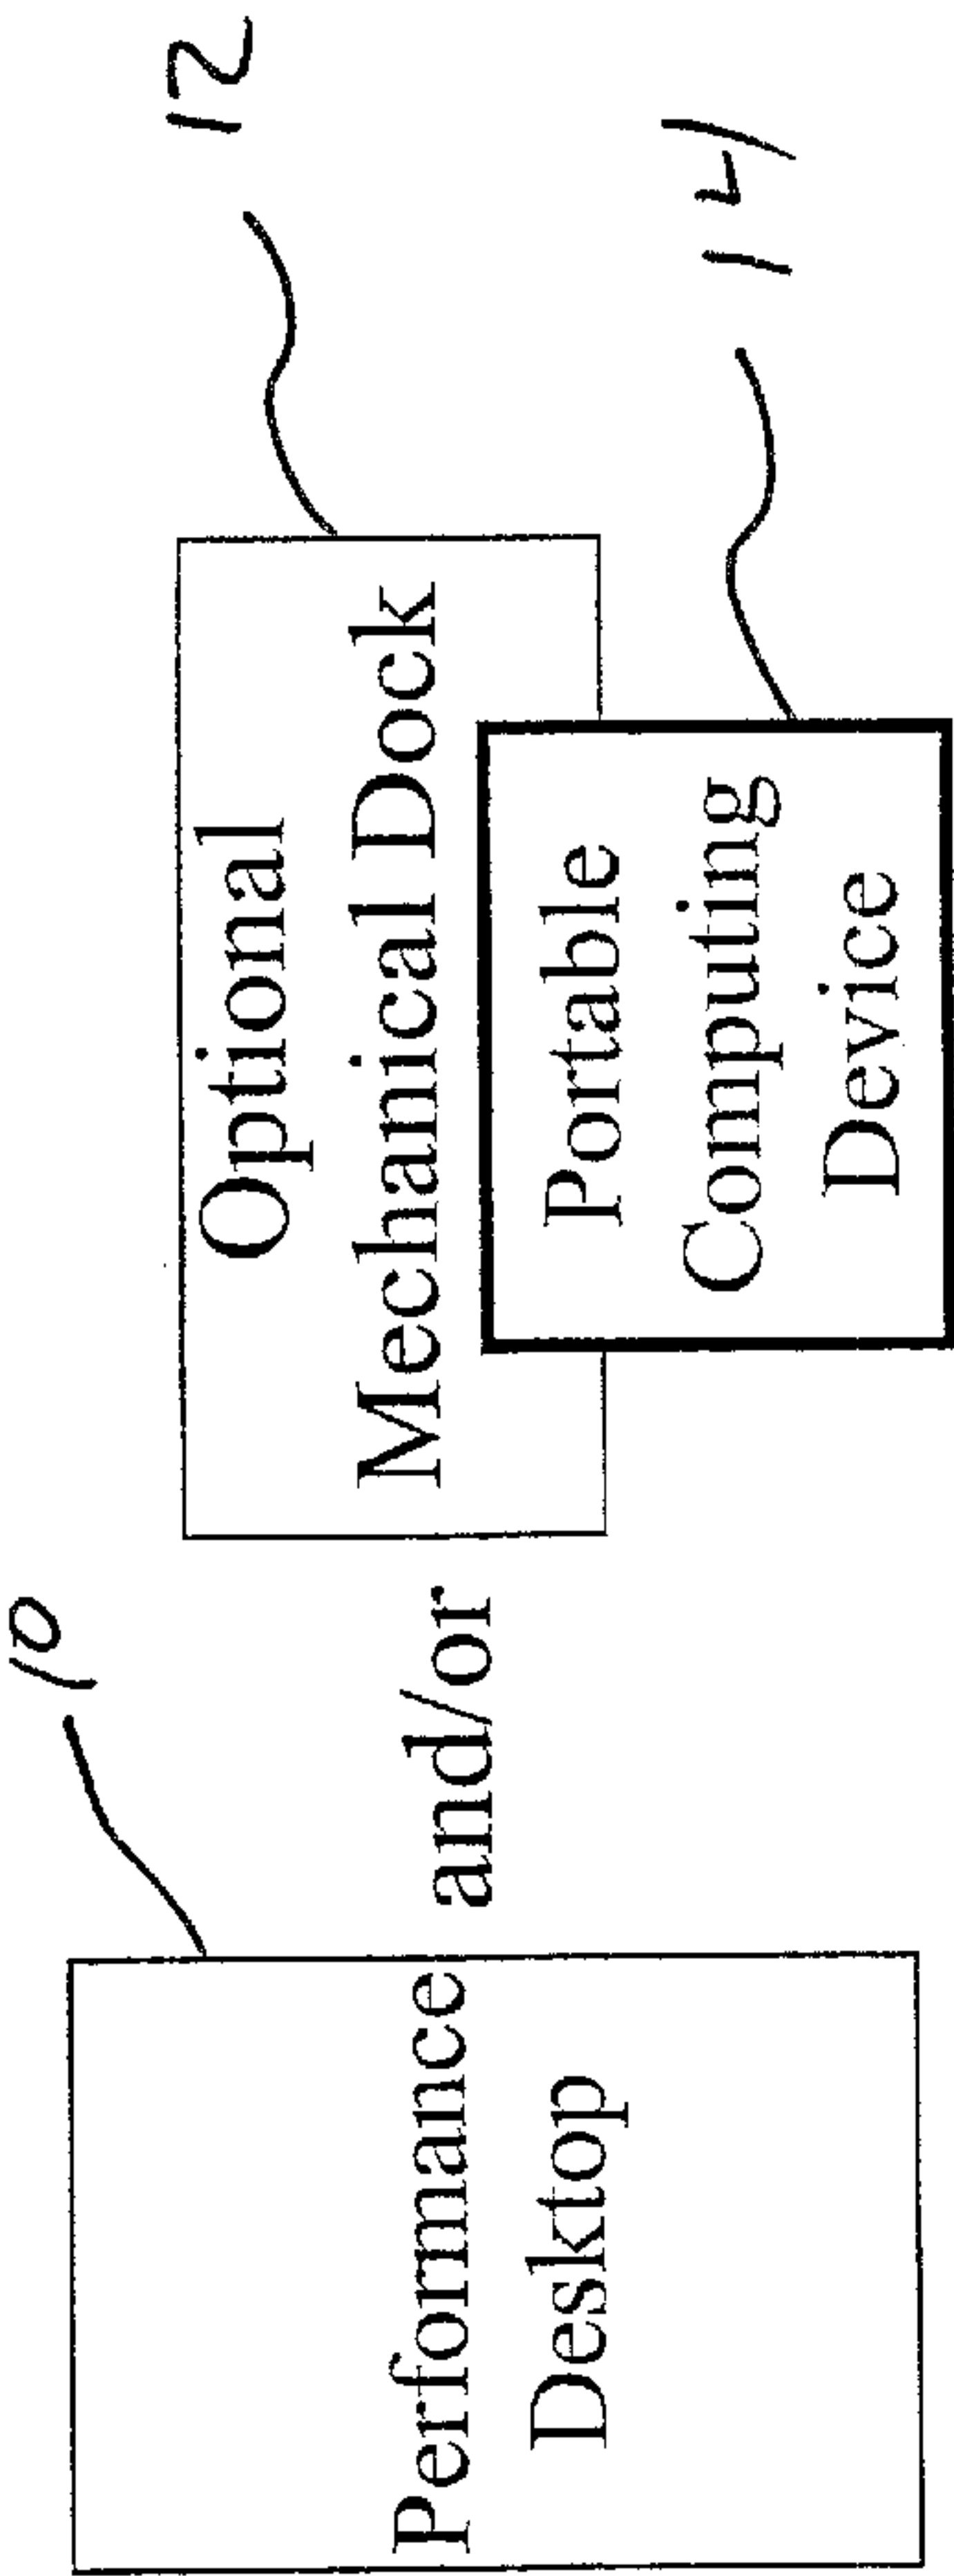 10
Performance
Desktop
and/or
12
Optional
Mechanical Dock
14
Portable
Computing
Device